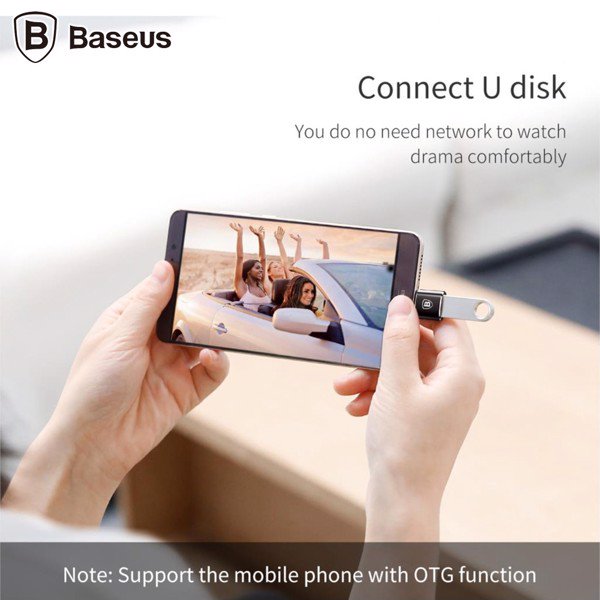 Baseus
Connect U disk
You do no need network to watch
drama comfortably
B
Note: Support the mobile phone with OTG function